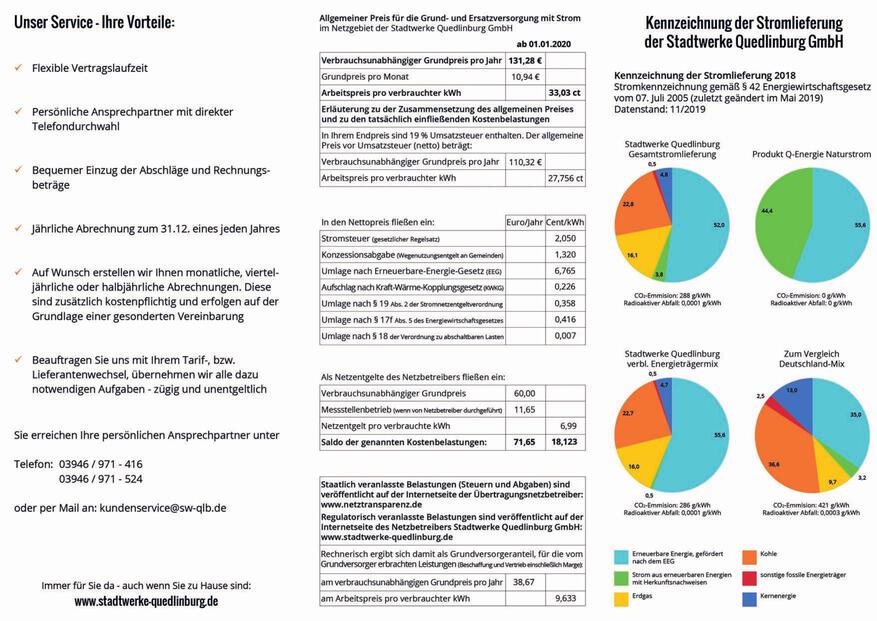 Unser Service - Ihre Vorteile:
✓ Flexible Vertragslaufzeit
✓ Persönliche Ansprechpartner mit direkter
Telefondurchwahl
✓ Bequemer Einzug der Abschläge und Rechnungs-
beträge
✓ Jährliche Abrechnung zum 31.12. eines jeden Jahres
✓ Auf Wunsch erstellen wir Ihnen monatliche, viertel-
jährliche oder halbjährliche Abrechnungen. Diese
sind zusätzlich kostenpflichtig und erfolgen auf der
Grundlage einer gesonderten Vereinbarung
✓ Beauftragen Sie uns mit Ihrem Tarif-, bzw.
Lieferantenwechsel, übernehmen wir alle dazu
notwendigen Aufgaben - zügig und unentgeltlich
Sie erreichen Ihre persönlichen Ansprechpartner unter
Telefon: 03946 / 971 - 416
03946 / 971 - 524
oder per Mail an: kundenservice@sw-qlb.de
Immer für Sie da - auch wenn Sie zu Hause sind:
www.stadtwerke-quedlinburg.de
Allgemeiner Preis für die Grund- und Ersatzversorgung mit Strom
im Netzgebiet der Stadtwerke Quedlinburg GmbH
ab 01.01.2020
Verbrauchsunabhängiger Grundpreis pro Jahr 131,28 €
Grundpreis pro Monat 10,94 €
Arbeitspreis pro verbrauchter kWh 33,03 ct
Erläuterung zu der Zusammensetzung des allgemeinen Preises
und zu den tatsächlich einfließenden Kostenbelastungen
In Ihrem Endpreis sind 19 % Umsatzsteuer enthalten. Der allgemeine
Preis vor Umsatzsteuer (netto) beträgt:
Verbrauchsunabhängiger Grundpreis pro Jahr 110,32 €
Arbeitspreis pro verbrauchter kWh 27,756 ct
In den Nettopreis fließen ein: Euro/Jahr Cent/kWh
Stromsteuer (gesetzlicher Regelsatz) 2,050
Konzessionsabgabe (Wegenutzungsentgelt an Gemeinden) 1,320
Umlage nach Erneuerbare-Energie-Gesetz (EEG) 6,765
Aufschlag nach Kraft-Wärme-Kopplungsgesetz (KWKG) 0,226
Umlage nach § 19 Abs. 2 der Stromnetzentgeltverordnung 0,358
Umlage nach § 17f Abs. 5 des Energiewirtschaftsgesetzes 0,416
Umlage nach § 18 der Verordnung zu abschaltbaren Lasten 0,007
Als Netzentgelte des Netzbetreibers fließen ein:
Verbrauchsunabhängiger Grundpreis 60,00
Messstellenbetrieb (wenn von Netzbetreiber durchgeführt) 11,65
Netzentgelt pro verbrauchte kWh 6,99
Saldo der genannten Kostenbelastungen: 71,65 18,123
Staatlich veranlasste Belastungen (Steuern und Abgaben) sind
veröffentlicht auf der Internetseite der Übertragungsnetzbetreiber:
www.netztransparenz.de
Regulatorisch veranlasste Belastungen sind veröffentlicht auf der
Internetseite des Netzbetreibers Stadtwerke Quedlinburg GmbH:
www.stadtwerke-quedlinburg.de
Rechnerisch ergibt sich damit als Grundversorgeranteil, für die vom
Grundversorger erbrachten Leistungen (Beschaffung und Vertrieb einschließlich Marge):
am verbrauchsunabhängigen Grundpreis pro Jahr 38,67
am Arbeitspreis pro verbrauchter kWh 9,633
Kennzeichnung der Stromlieferung
der Stadtwerke Quedlinburg GmbH
Kennzeichnung der Stromlieferung 2018
Stromkennzeichnung gemäß § 42 Energiewirtschaftsgesetz
vom 07. Juli 2005 (zuletzt geändert im Mai 2019)
Datenstand: 11/2019
Stadtwerke Quedlinburg
Gesamtstromlieferung
0,5
4,8
22,8
52,0
16,1
3,8
CO₂-Emmision: 288 g/kWh
Radioaktiver Abfall: 0,0001 g/kWh
Produkt Q-Energie Naturstrom
44,4
55,6
CO₂-Emmision: 0 g/kWh
Radioaktiver Abfall: 0 g/kWh
Stadtwerke Quedlinburg
verbl. Energieträgermix
0,5
4,7
22,7
55,6
16,0
0,5
CO₂-Emmision: 286 g/kWh
Radioaktiver Abfall: 0,0001 g/kWh
Zum Vergleich
Deutschland-Mix
13,0
2,5
35,0
36,6
3,2
9,7
CO₂-Emmision: 421 g/kWh
Radioaktiver Abfall: 0,0003 g/kWh
Erneuerbare Energie, gefördert
nach dem EEG
Kohle
Strom aus erneuerbaren Energien
mit Herkunftsnachweisen
sonstige fossile Energieträger
Erdgas
Kernenergie